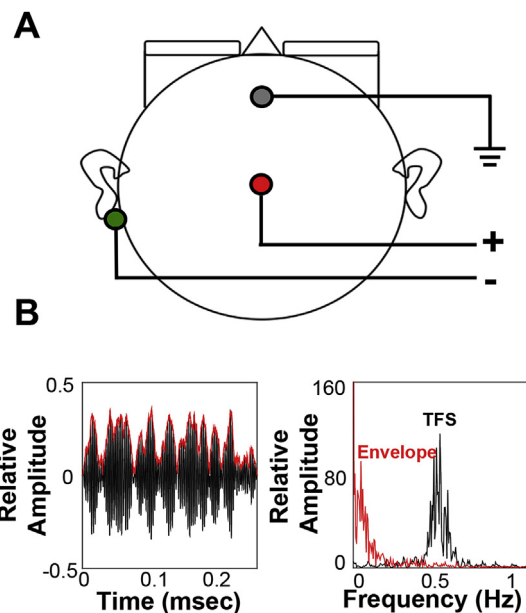 A
+
-
B
Relative Amplitude
0.5
0
-0.5
0 0.1 0.2
Time (msec)
Relative Amplitude
160
80
0
TFS
Envelope
0 0.5 1
Frequency (Hz)